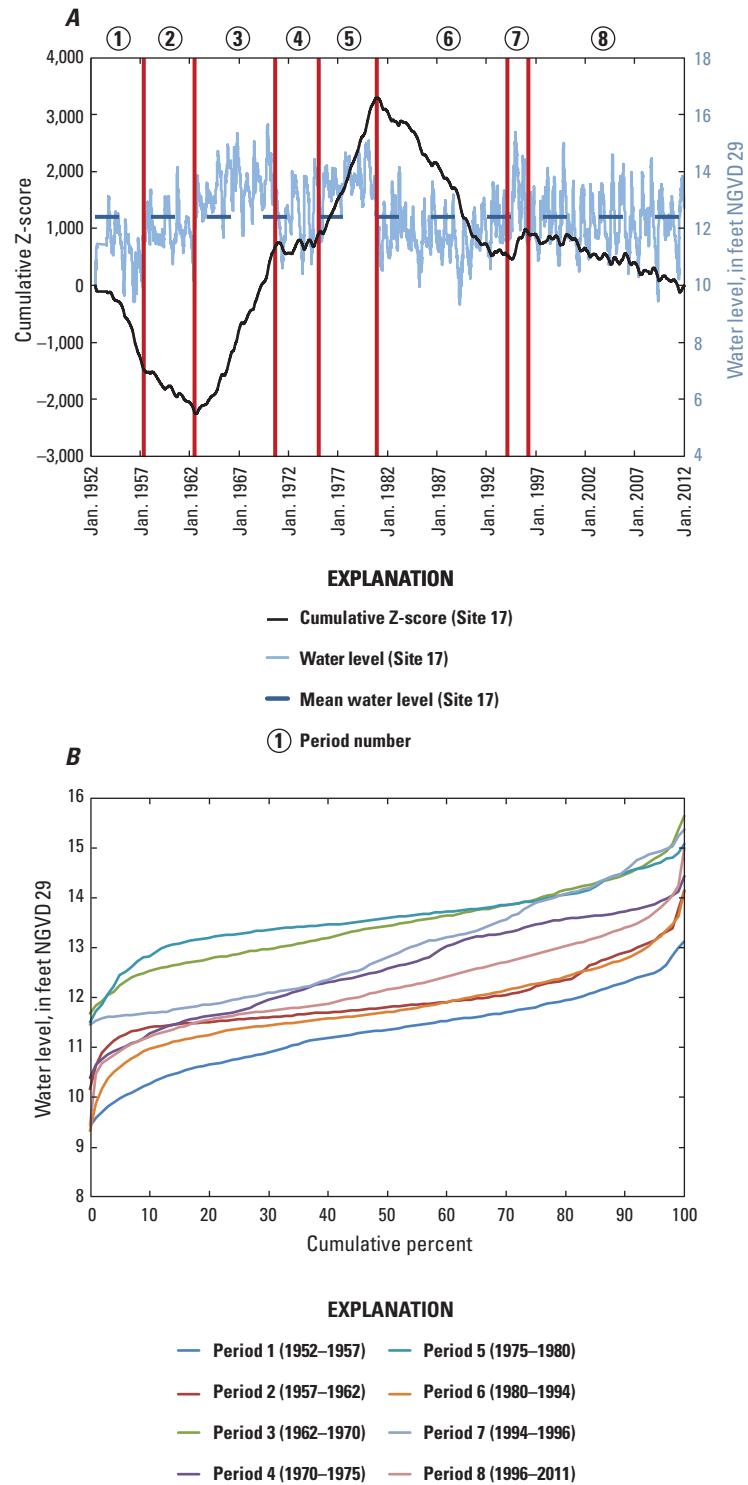 A
1 2 3 4 5 6 7 8
4,000
3,000
2,000
1,000
0
−1,000
−2,000
−3,000
Cumulative Z-score
18
16
14
12
10
8
6
4
Water level, in feet NGVD 29
Jan. 1952
Jan. 1957
Jan. 1962
Jan. 1967
Jan. 1972
Jan. 1977
Jan. 1982
Jan. 1987
Jan. 1992
Jan. 1997
Jan. 2002
Jan. 2007
Jan. 2012
EXPLANATION
Cumulative Z-score (Site 17)
Water level (Site 17)
Mean water level (Site 17)
1 Period number
B
16
15
14
13
12
11
10
9
8
Water level, in feet NGVD 29
0 10 20 30 40 50 60 70 80 90 100
Cumulative percent
EXPLANATION
Period 1 (1952–1957) Period 5 (1975–1980)
Period 2 (1957–1962) Period 6 (1980–1994)
Period 3 (1962–1970) Period 7 (1994–1996)
Period 4 (1970–1975) Period 8 (1996–2011)